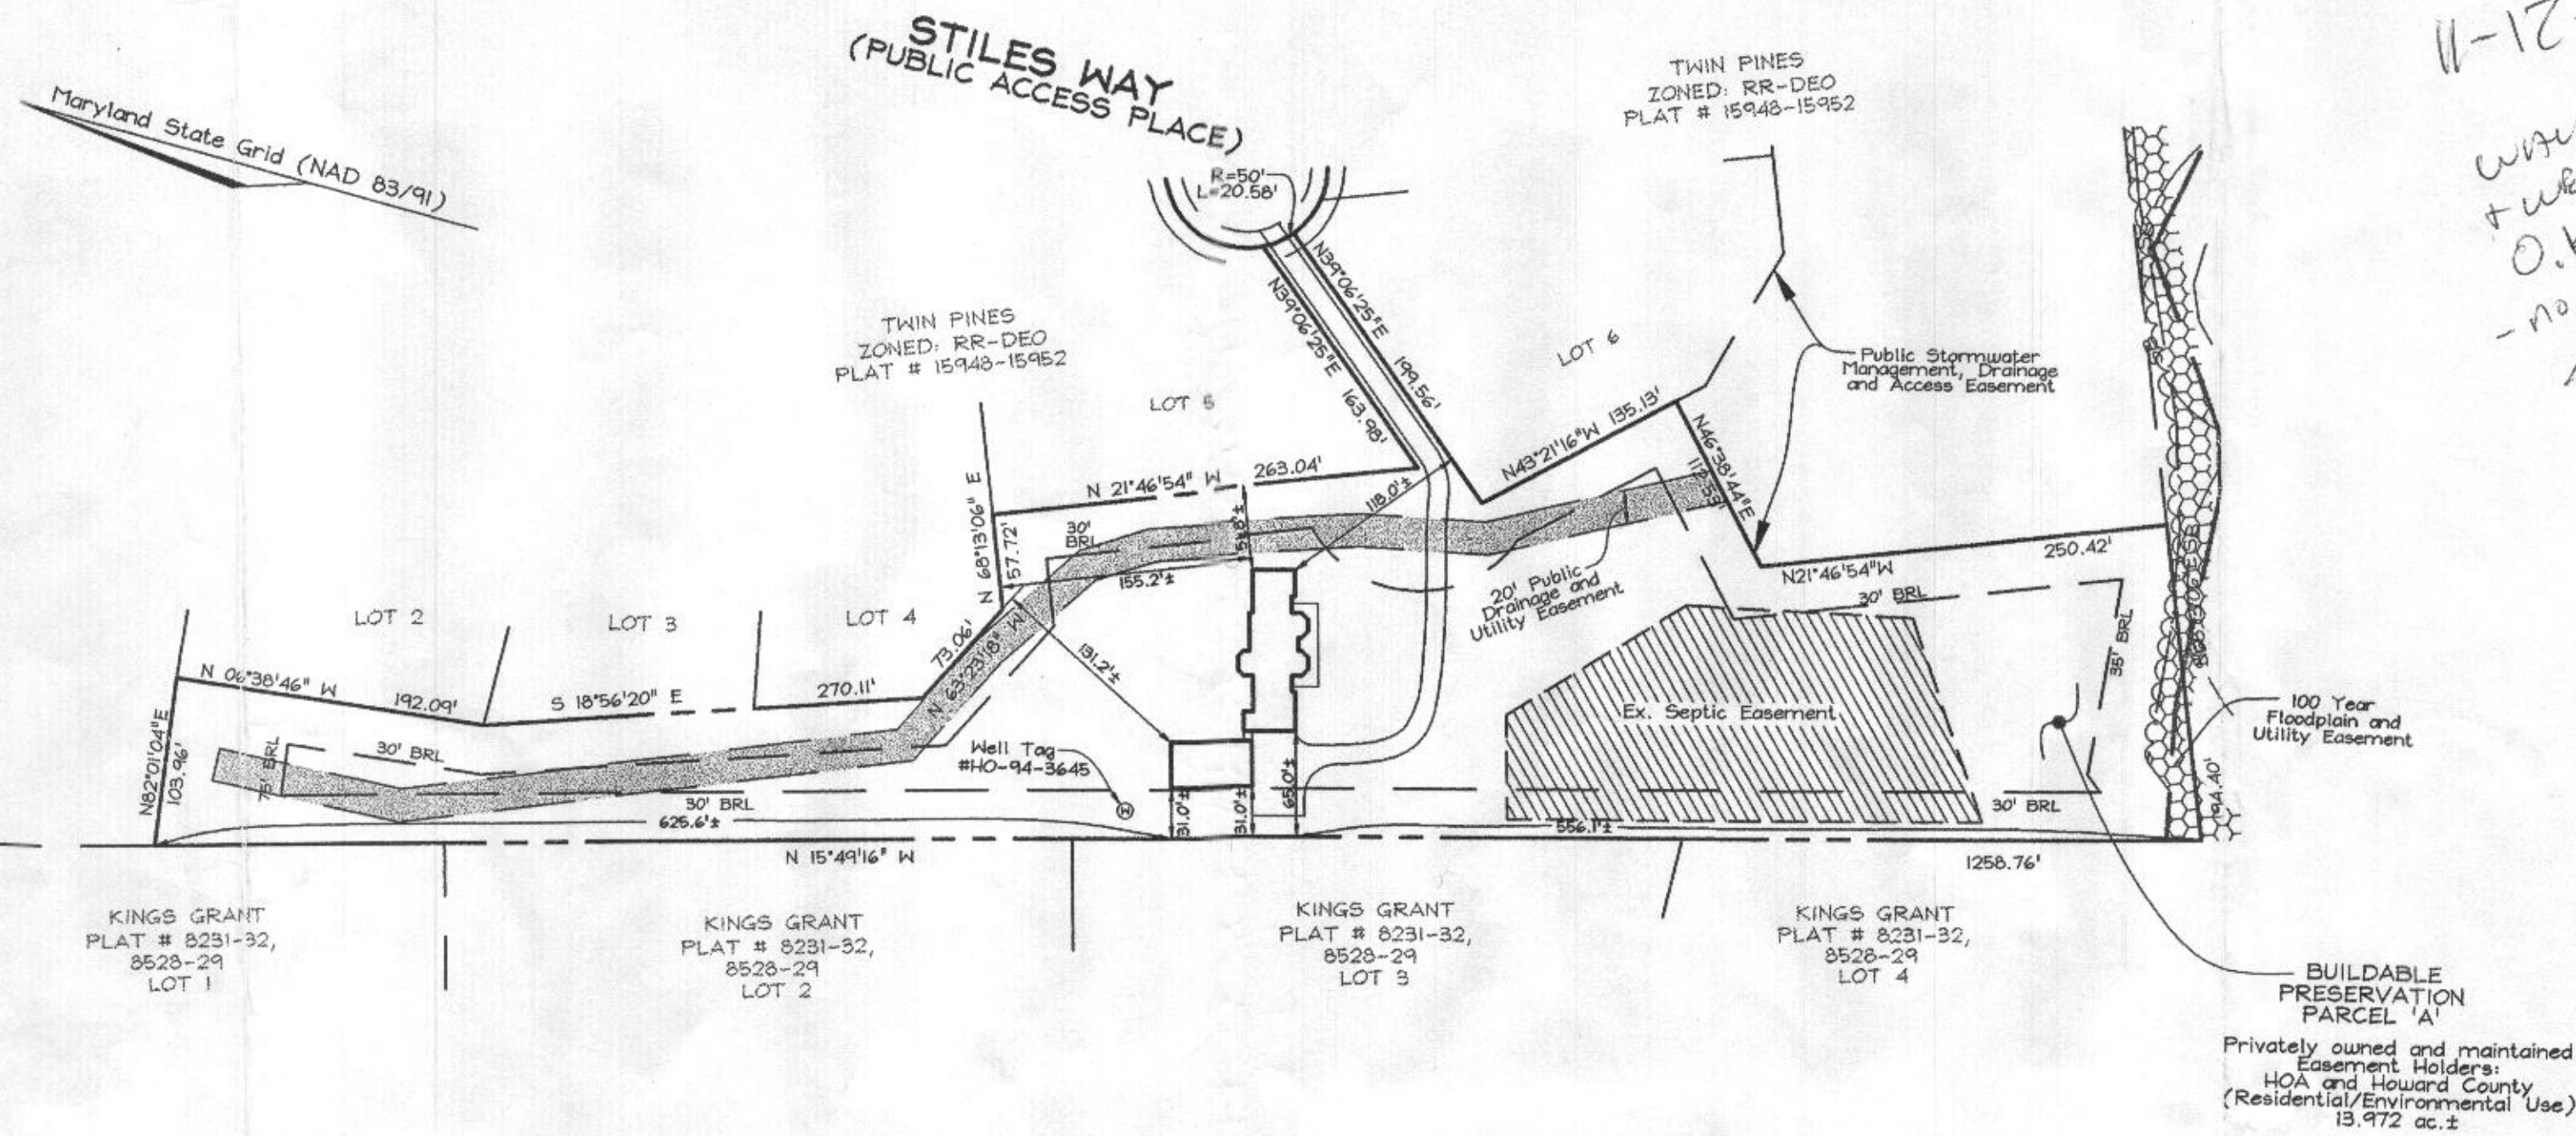 STILES WAY
(PUBLIC ACCESS PLACE)
Maryland State Grid (NAD 83/91)
TWIN PINES
ZONED: RR-DEO
PLAT # 15948-15952
11-12
R=50'
L=20.58'
N39°06'25"E 199.56'
N39°06'25"E 163.98'
TWIN PINES
ZONED: RR-DEO
PLAT # 15948-15952
LOT 5
LOT 6
Public Stormwater
Management, Drainage
and Access Easement
- no
N43°21'16"W 135.13'
N46°38'44"E
112.53'
N 21°46'54" W 263.04'
118.0'±
51.8'±
N 68°13'06" E
57.72'
30'
BRL
155.2'±
20' Public
Drainage and
Utility Easement
N21°46'54"W
250.42'
30' BRL
35' BRL
LOT 2
LOT 3
LOT 4
73.06'
N 63°23'18" W
131.2'±
N 06°38'46" W
192.09'
S 18°56'20" E
270.11'
N82°01'04"E
103.96'
75' BRL
30' BRL
Well Tag
#HO-94-3645
W
Ex. Septic Easement
100 Year
Floodplain and
Utility Easement
194.40'
30' BRL
30' BRL
31.0'±
31.0'±
65.0'±
625.6'±
556.1'±
N 15°49'16" W
1258.76'
KINGS GRANT
PLAT # 8231-32,
8528-29
LOT 1
KINGS GRANT
PLAT # 8231-32,
8528-29
LOT 2
KINGS GRANT
PLAT # 8231-32,
8528-29
LOT 3
KINGS GRANT
PLAT # 8231-32,
8528-29
LOT 4
BUILDABLE
PRESERVATION
PARCEL 'A'
Privately owned and maintained
Easement Holders:
HOA and Howard County
(Residential/Environmental Use)
13.972 ac.±